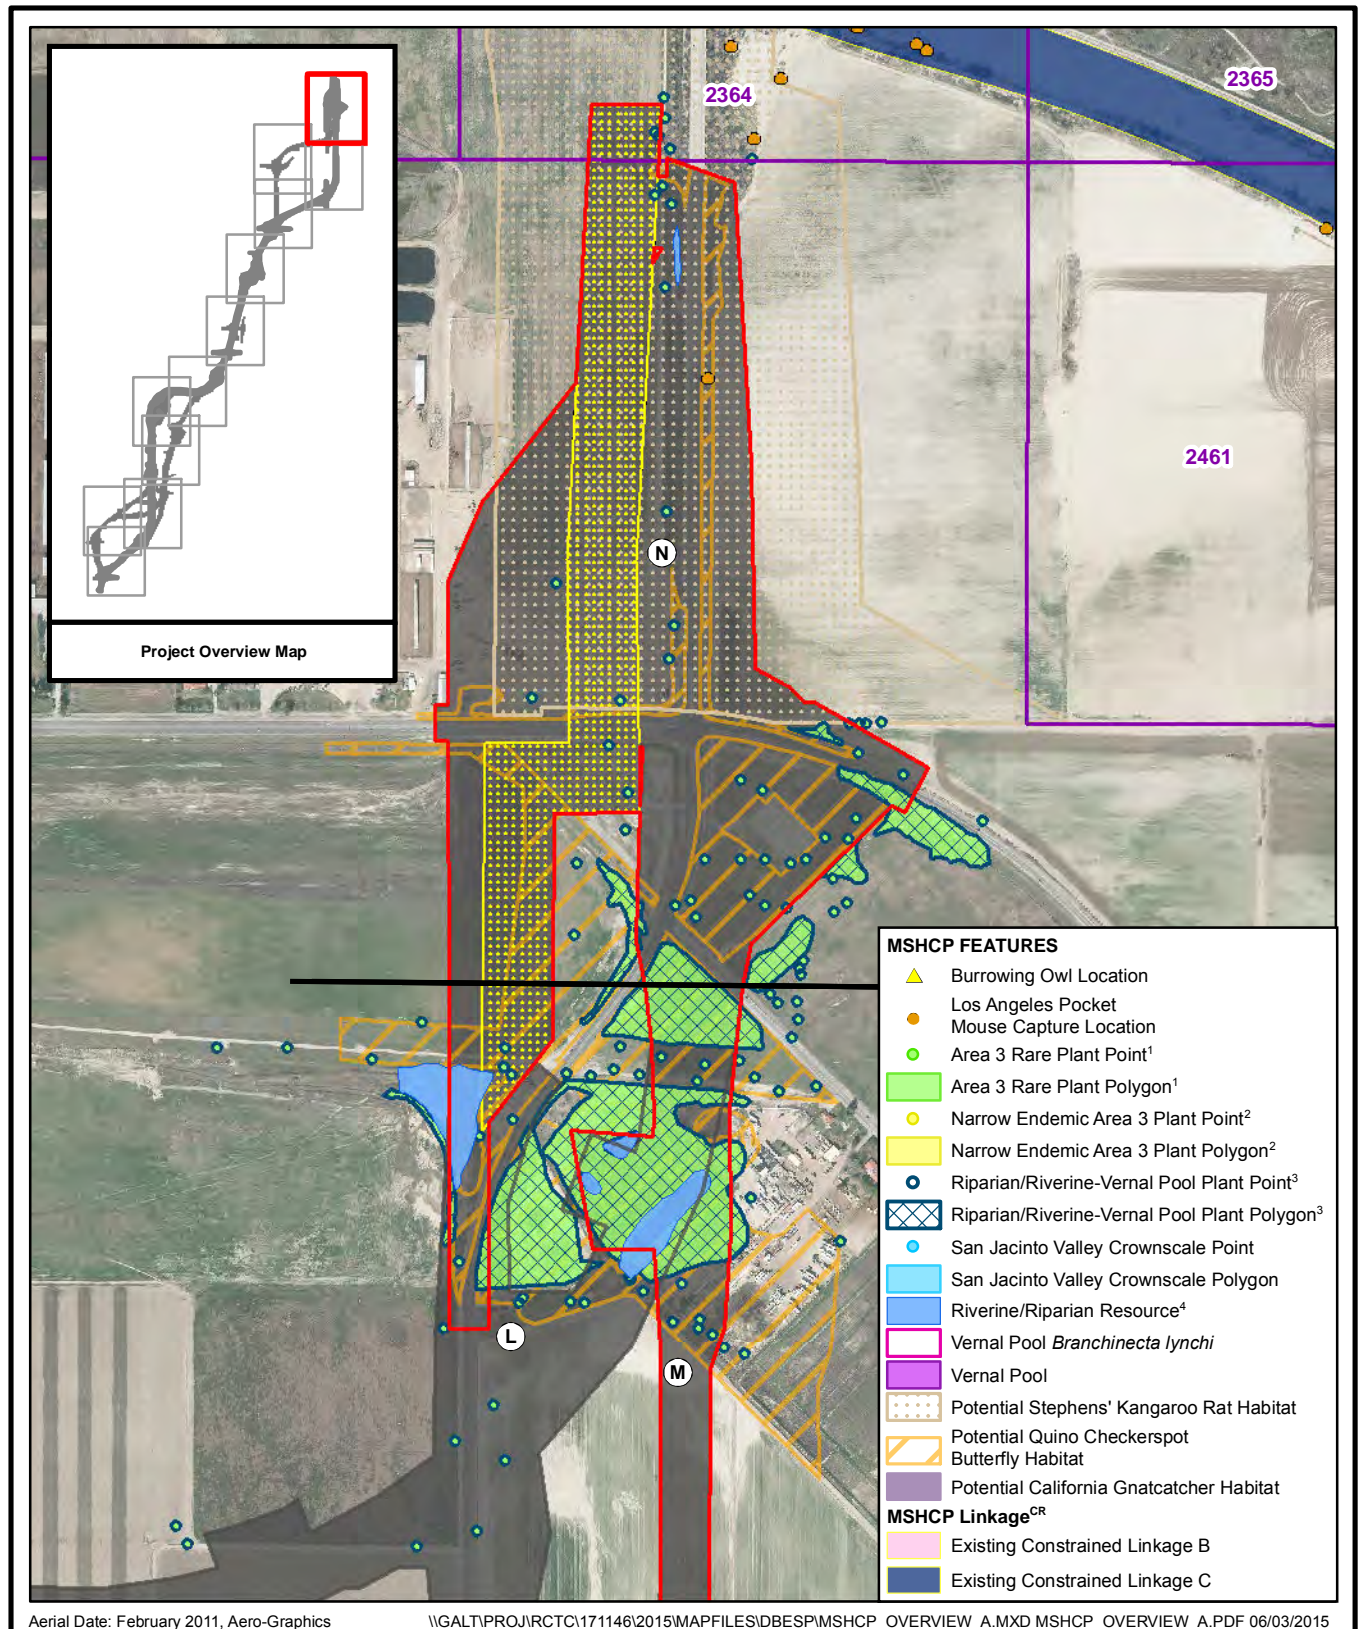 2364
2365
Project Overview Map
2461
N
MSHCP FEATURES
Burrowing Owl Location
Los Angeles Pocket
Mouse Capture Location
Area 3 Rare Plant Point¹
Area 3 Rare Plant Polygon¹
Narrow Endemic Area 3 Plant Point²
Narrow Endemic Area 3 Plant Polygon²
Riparian/Riverine-Vernal Pool Plant Point³
Riparian/Riverine-Vernal Pool Plant Polygon³
San Jacinto Valley Crownscale Point
San Jacinto Valley Crownscale Polygon
Riverine/Riparian Resource⁴
Vernal Pool Branchinecta lynchi
Vernal Pool
Potential Stephens' Kangaroo Rat Habitat
Potential Quino Checkerspot
Butterfly Habitat
Potential California Gnatcatcher Habitat
MSHCP Linkageᶜᴿ
Existing Constrained Linkage B
Existing Constrained Linkage C
L
M
Aerial Date: February 2011, Aero-Graphics
\\GALT\PROJ\RCTC\171146\2015\MAPFILES\DBESP\MSHCP_OVERVIEW_A.MXD MSHCP_OVERVIEW_A.PDF 06/03/2015